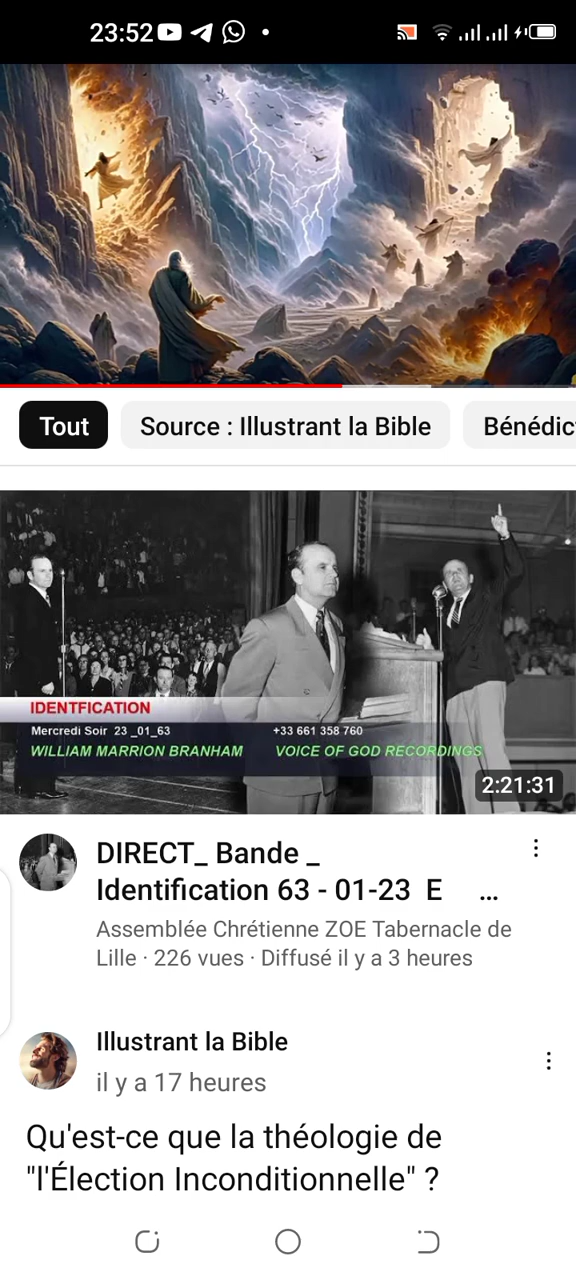 23:52
Tout
Source : Illustrant la Bible
Bénédic
IDENTFICATION
Mercredi Soir 23 _01_63
+33 661 358 760
WILLIAM MARRION BRANHAM
VOICE OF GOD RECORDINGS
2:21:31
DIRECT_ Bande _
Identification 63 - 01-23 E ...
Assemblée Chrétienne ZOE Tabernacle de
Lille · 226 vues · Diffusé il y a 3 heures
Illustrant la Bible
il y a 17 heures
Qu'est-ce que la théologie de
"l'Élection Inconditionnelle" ?